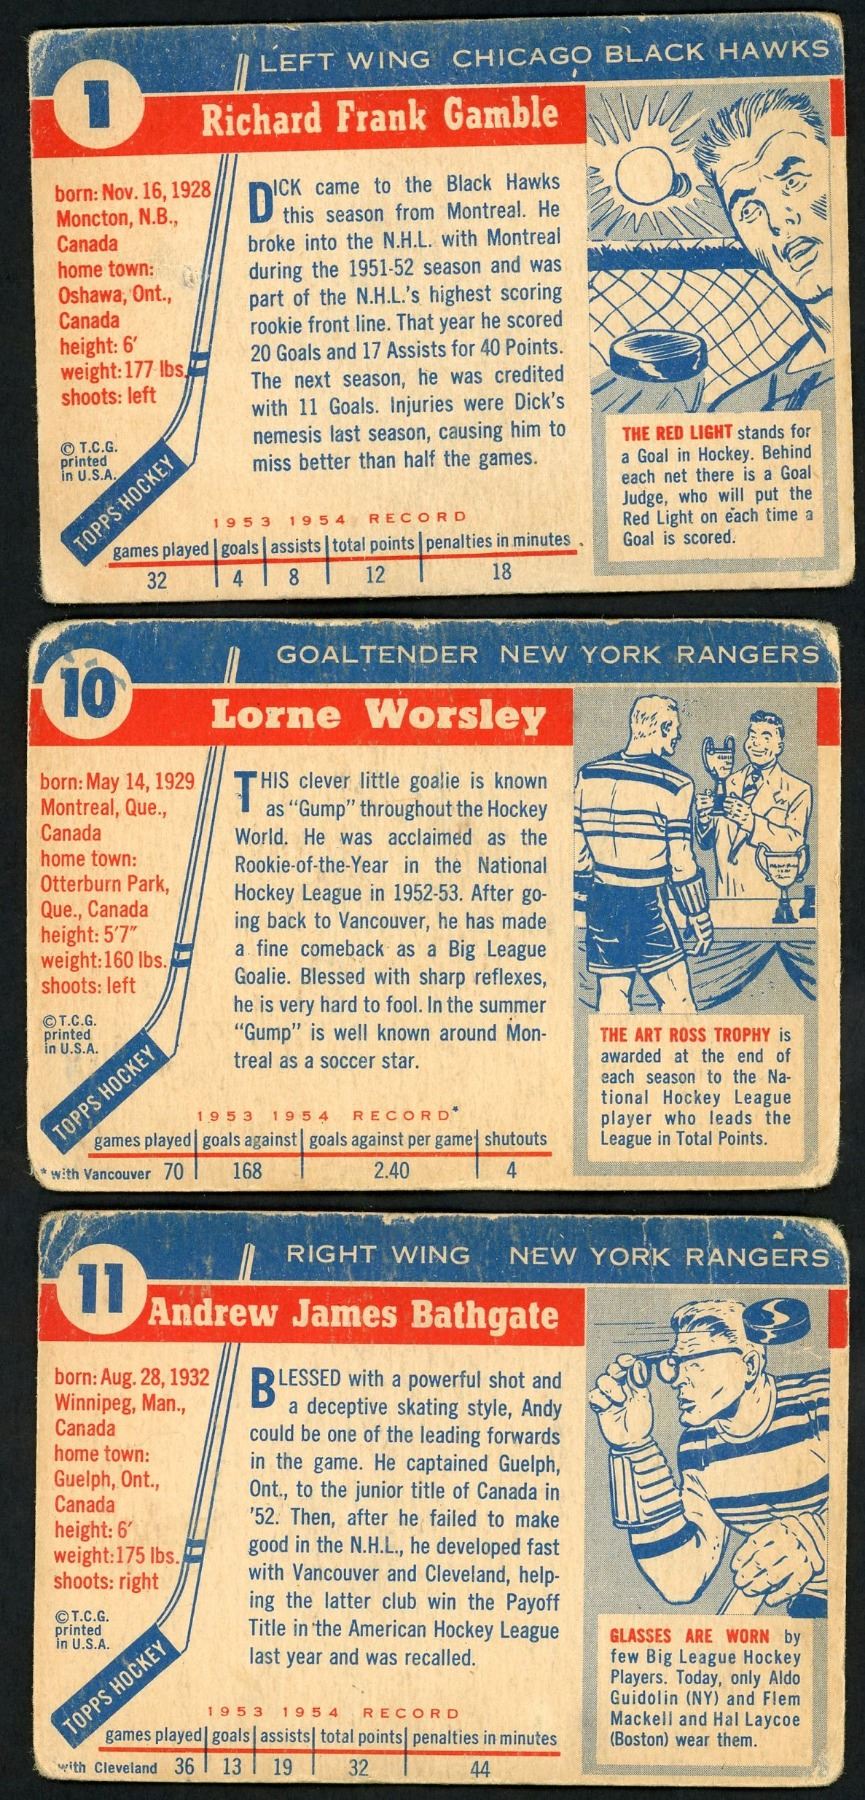 1
LEFT WING CHICAGO BLACK HAWKS
Richard Frank Gamble
born: Nov. 16, 1928
Moncton, N.B.,
Canada
home town:
Oshawa, Ont.,
Canada
height: 6′
weight: 177 lbs.
shoots: left
© T.C.G.
printed
in U.S.A.
TOPPS HOCKEY
DICK came to the Black Hawks
this season from Montreal. He
broke into the N.H.L. with Montreal
during the 1951-52 season and was
part of the N.H.L.'s highest scoring
rookie front line. That year he scored
20 Goals and 17 Assists for 40 Points.
The next season, he was credited
with 11 Goals. Injuries were Dick's
nemesis last season, causing him to
miss better than half the games.
THE RED LIGHT stands for
a Goal in Hockey. Behind
each net there is a Goal
Judge, who will put the
Red Light on each time a
Goal is scored.
1953 1954 RECORD
games played goals assists total points penalties in minutes
32 4 8 12 18
10
GOALTENDER NEW YORK RANGERS
Lorne Worsley
born: May 14, 1929
Montreal, Que.,
Canada
home town:
Otterburn Park,
Que., Canada
height: 5′7″
weight: 160 lbs.
shoots: left
© T.C.G.
printed
in U.S.A.
TOPPS HOCKEY
THIS clever little goalie is known
as "Gump" throughout the Hockey
World. He was acclaimed as the
Rookie-of-the-Year in the National
Hockey League in 1952-53. After go-
ing back to Vancouver, he has made
a fine comeback as a Big League
Goalie. Blessed with sharp reflexes,
he is very hard to fool. In the summer
"Gump" is well known around Mon-
treal as a soccer star.
THE ART ROSS TROPHY is
awarded at the end of
each season to the Na-
tional Hockey League
player who leads the
League in Total Points.
1953 1954 RECORD*
games played goals against goals against per game shutouts
* with Vancouver 70 168 2.40 4
11
RIGHT WING NEW YORK RANGERS
Andrew James Bathgate
born: Aug. 28, 1932
Winnipeg, Man.,
Canada
home town:
Guelph, Ont.,
Canada
height: 6′
weight: 175 lbs.
shoots: right
© T.C.G.
printed
in U.S.A.
TOPPS HOCKEY
BLESSED with a powerful shot and
a deceptive skating style, Andy
could be one of the leading forwards
in the game. He captained Guelph,
Ont., to the junior title of Canada in
'52. Then, after he failed to make
good in the N.H.L., he developed fast
with Vancouver and Cleveland, help-
ing the latter club win the Payoff
Title in the American Hockey League
last year and was recalled.
GLASSES ARE WORN by
few Big League Hockey
Players. Today, only Aldo
Guidolin (NY) and Flem
Mackell and Hal Laycoe
(Boston) wear them.
1953 1954 RECORD
games played goals assists total points penalties in minutes
with Cleveland 36 13 19 32 44